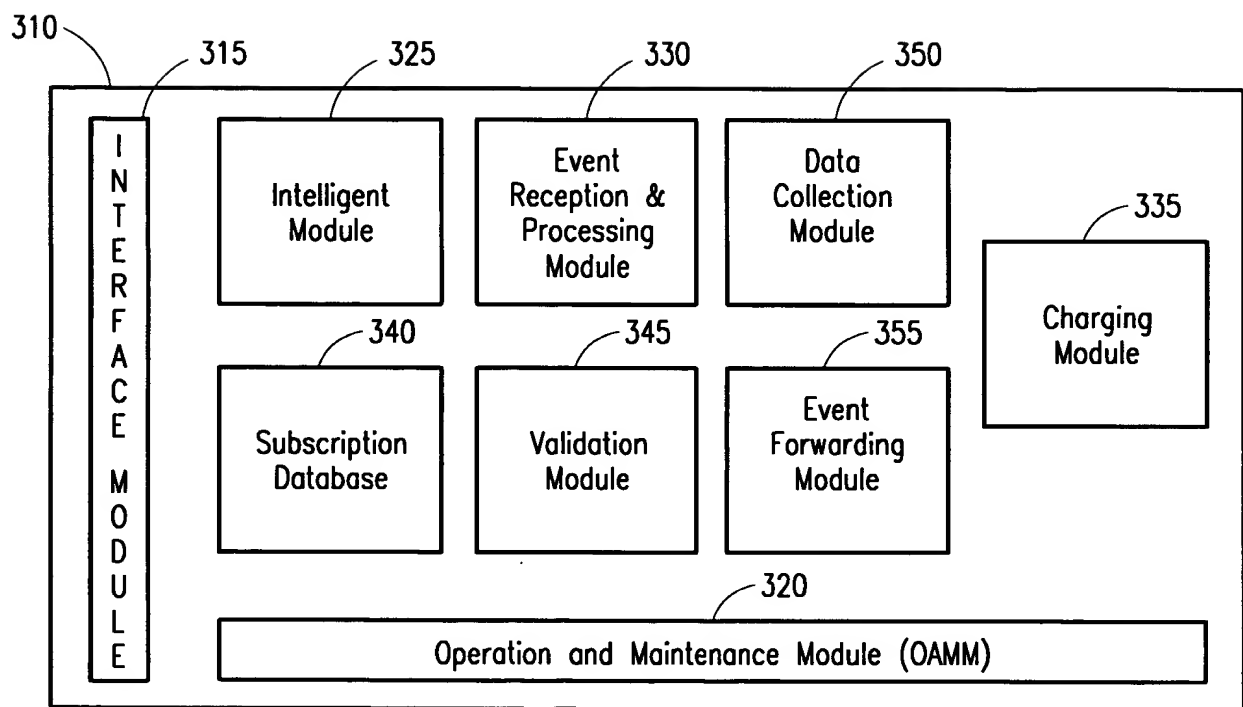 310
315
325
330
350
335
INTERFACE MODULE
Intelligent
Module
Event
Reception &
Processing
Module
Data
Collection
Module
Charging
Module
340
345
355
Subscription
Database
Validation
Module
Event
Forwarding
Module
320
Operation and Maintenance Module (OAMM)